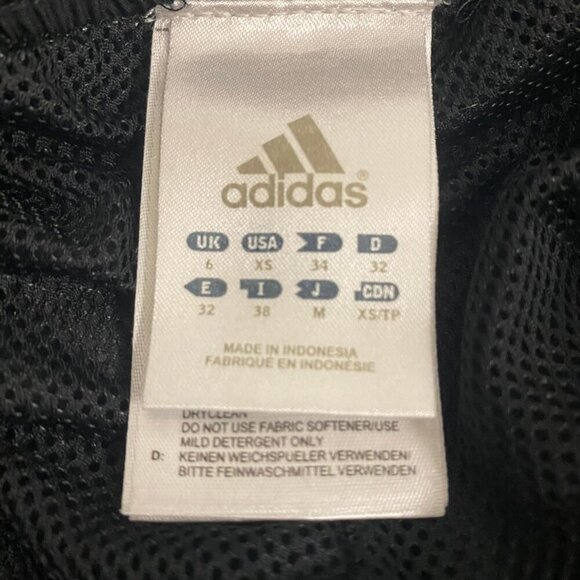 adidas®
UK USA F D
6 XS 34 32
E I J CDN
32 38 M XS/TP
MADE IN INDONESIA
FABRIQUÉ EN INDONÉSIE
DRYCLEAN
DO NOT USE FABRIC SOFTENER/USE
MILD DETERGENT ONLY
D: KEINEN WEICHSPUELER VERWENDEN/
BITTE FEINWASCHMITTEL VERWENDEN